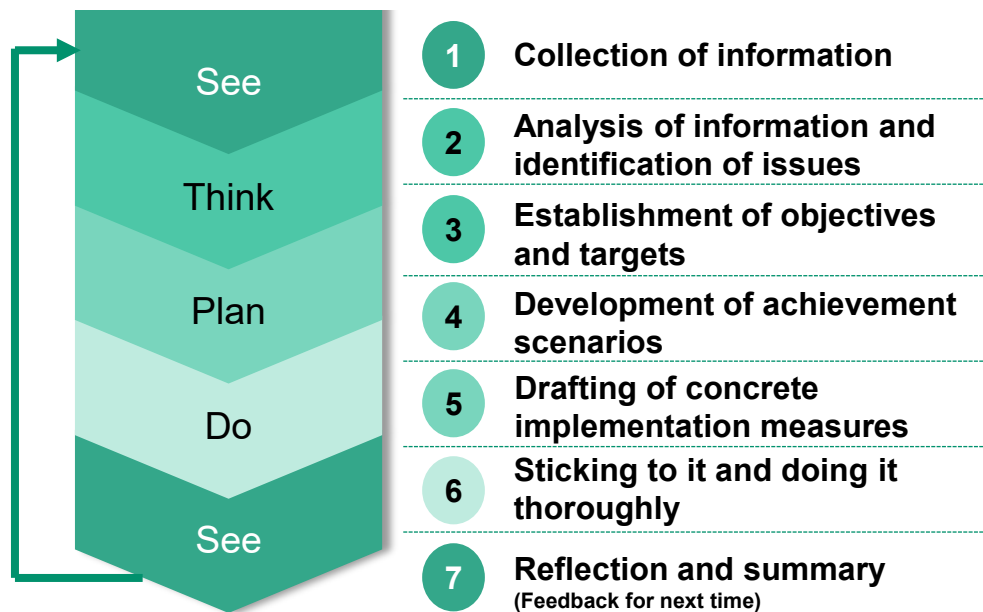 See
Think
Plan
Do
See
1
Collection of information
2
Analysis of information and
identification of issues
3
Establishment of objectives
and targets
4
Development of achievement
scenarios
5
Drafting of concrete
implementation measures
6
Sticking to it and doing it
thoroughly
7
Reflection and summary
(Feedback for next time)